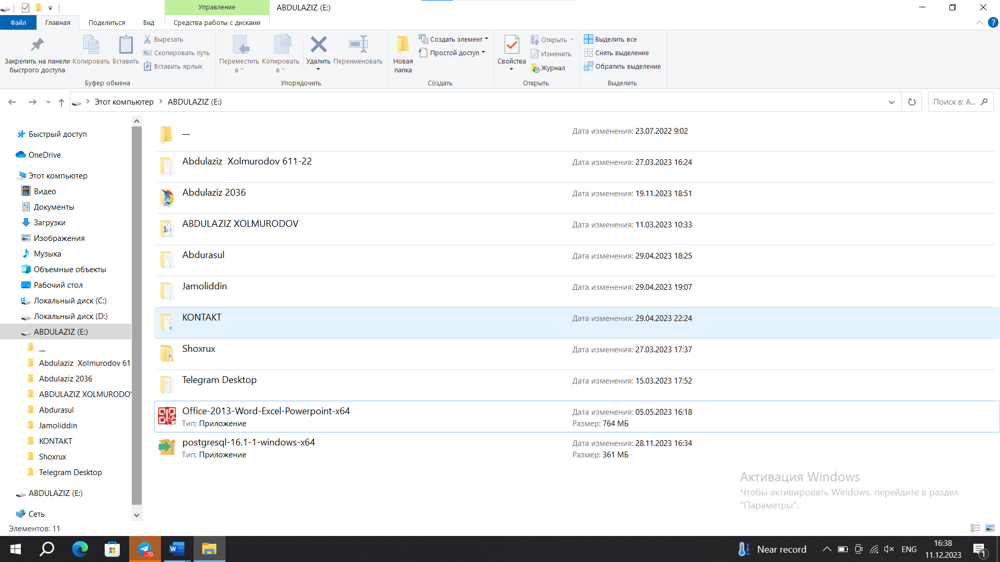 Управление
ABDULAZIZ (E:)
Файл
Главная
Поделиться
Вид
Средства работы с дисками
?
Закрепить на панели быстрого доступа
Копировать
Вставить
Вырезать
Скопировать путь
Вставить ярлык
Буфер обмена
Переместить в
Копировать в
Удалить
Переименовать
Упорядочить
Новая папка
Создать элемент
Простой доступ
Создать
Свойства
Открыть
Изменить
Журнал
Открыть
Выделить все
Снять выделение
Обратить выделение
Выделить
Этот компьютер
ABDULAZIZ (E:)
Поиск в: A...
Быстрый доступ
OneDrive
Этот компьютер
Видео
Документы
Загрузки
Изображения
Музыка
Объемные объекты
Рабочий стол
Локальный диск (C:)
Локальный диск (D:)
ABDULAZIZ (E:)
__
Abdulaziz  Xolmurodov 61
Abdulaziz 2036
ABDULAZIZ XOLMURODOV
Abdurasul
Jamoliddin
KONTAKT
Shoxrux
Telegram Desktop
ABDULAZIZ (E:)
Сеть
__ Дата изменения: 23.07.2022 9:02
Abdulaziz  Xolmurodov 611-22 Дата изменения: 27.03.2023 16:24
Abdulaziz 2036 Дата изменения: 19.11.2023 18:51
ABDULAZIZ XOLMURODOV Дата изменения: 11.03.2023 10:33
Abdurasul Дата изменения: 29.04.2023 18:25
Jamoliddin Дата изменения: 29.04.2023 19:07
KONTAKT Дата изменения: 29.04.2023 22:24
Shoxrux Дата изменения: 27.03.2023 17:37
Telegram Desktop Дата изменения: 15.03.2023 17:52
Office-2013-Word-Excel-Powerpoint-x64 Дата изменения: 05.05.2023 16:18
Тип: Приложение Размер: 764 МБ
postgresql-16.1-1-windows-x64 Дата изменения: 28.11.2023 16:34
Тип: Приложение Размер: 361 МБ
Активация Windows
Чтобы активировать Windows, перейдите в раздел
"Параметры".
Элементов: 11
..70
W
Near record
ENG
16:38
11.12.2023
1